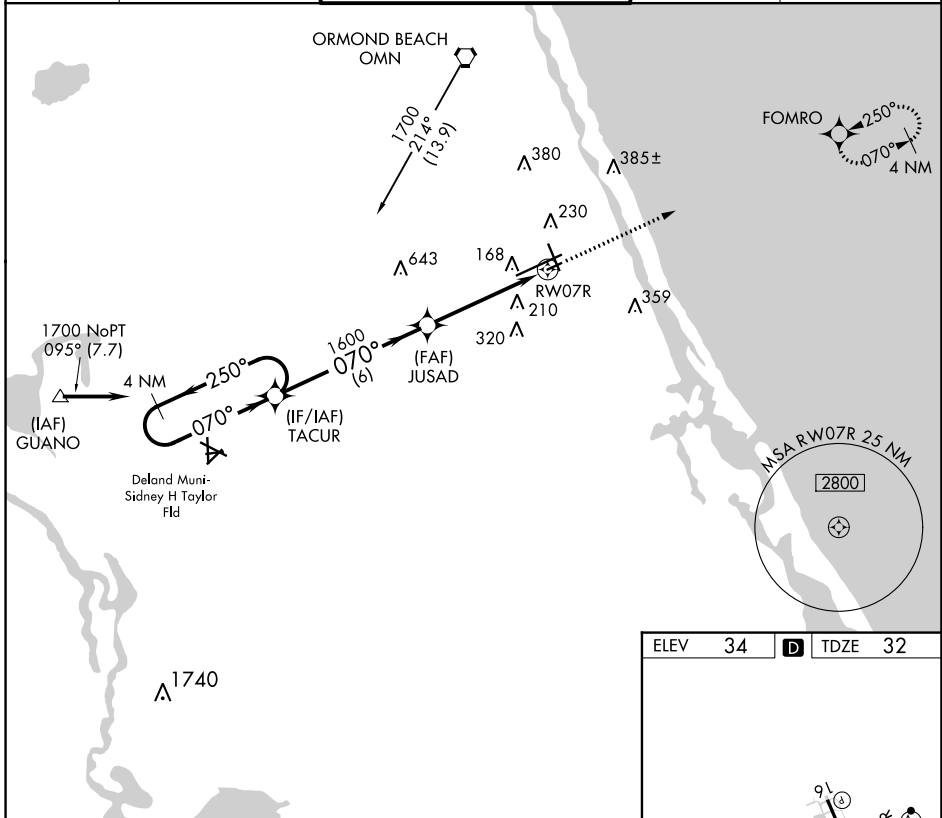 ORMOND BEACH
OMN
1700
214°
(13.9)
FOMRO
250°
070°
4 NM
380
385±
230
643
168
RW07R
210
320
359
1700 NoPT
095° (7.7)
4 NM
250°
070°
1600
070°
(6)
(FAF)
JUSAD
(IAF)
GUANO
(IF/IAF)
TACUR
Deland Muni-
Sidney H Taylor
Fld
MSA RW07R 25 NM
2800
1740
ELEV 34 D TDZE 32
16
P